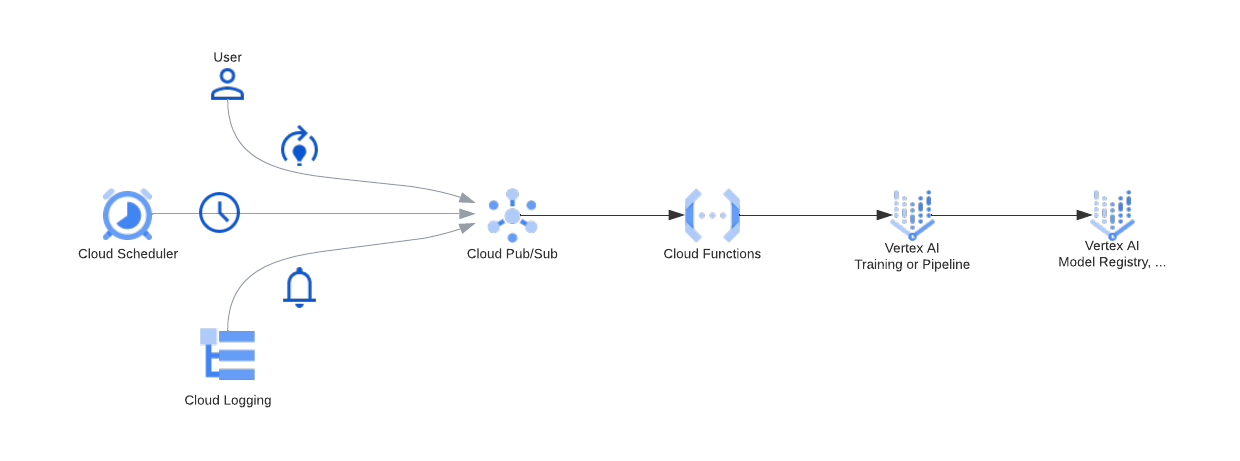 User
Cloud Scheduler
Cloud Pub/Sub
Cloud Functions
Vertex AI
Training or Pipeline
Vertex AI
Model Registry, ...
Cloud Logging